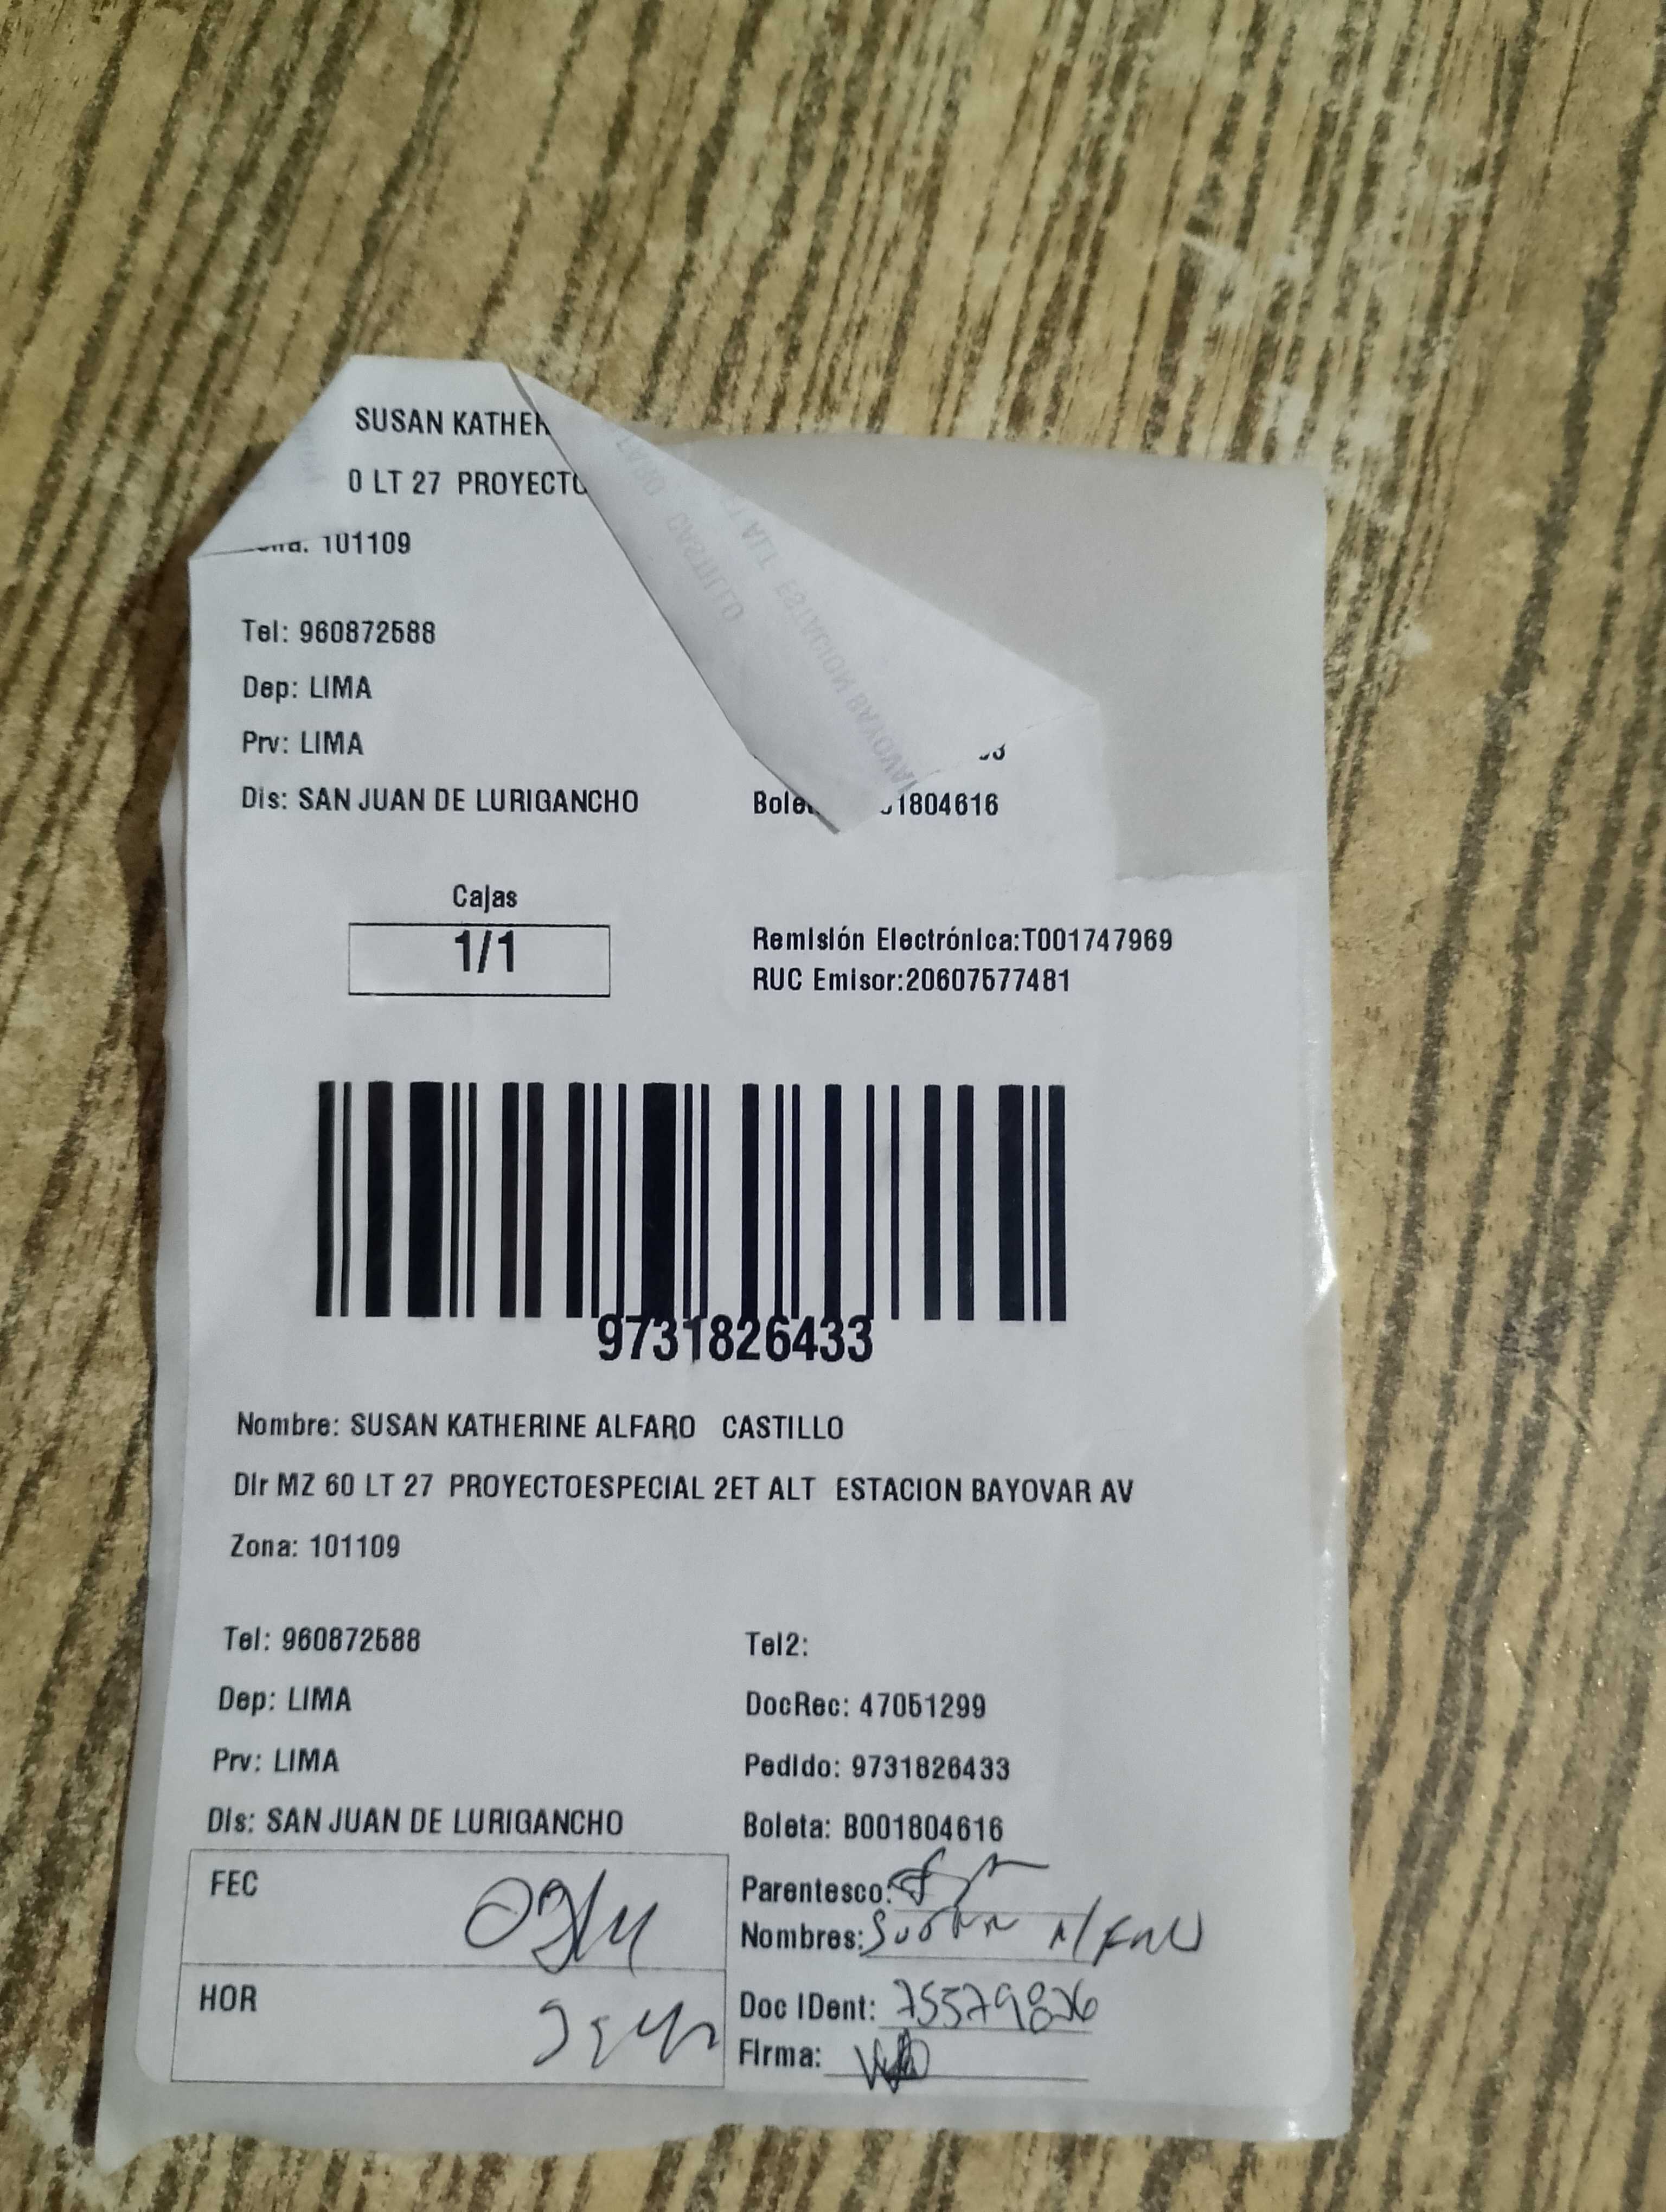 SUSAN KATHER
0 LT 27 PROYECTO
101109
Tel: 960872588
Dep: LIMA
Prv: LIMA
Dis: SAN JUAN DE LURIGANCHO
1804616
Cajas
1/1
Remisión Electrónica:T001747969
RUC Emisor:20607577481
9731826433
Nombre: SUSAN KATHERINE ALFARO CASTILLO
Dir MZ 60 LT 27 PROYECTOESPECIAL 2ET ALT ESTACION BAYOVAR AV
Zona: 101109
Tel: 960872588
Tel2:
Dep: LIMA
DocRec: 47051299
Prv: LIMA
Pedido: 9731826433
Dis: SAN JUAN DE LURIGANCHO
Boleta: B001804616
FEC
Parentesco:
Nombres: Susan
HOR
Doc IDent: 75579826
Firma: